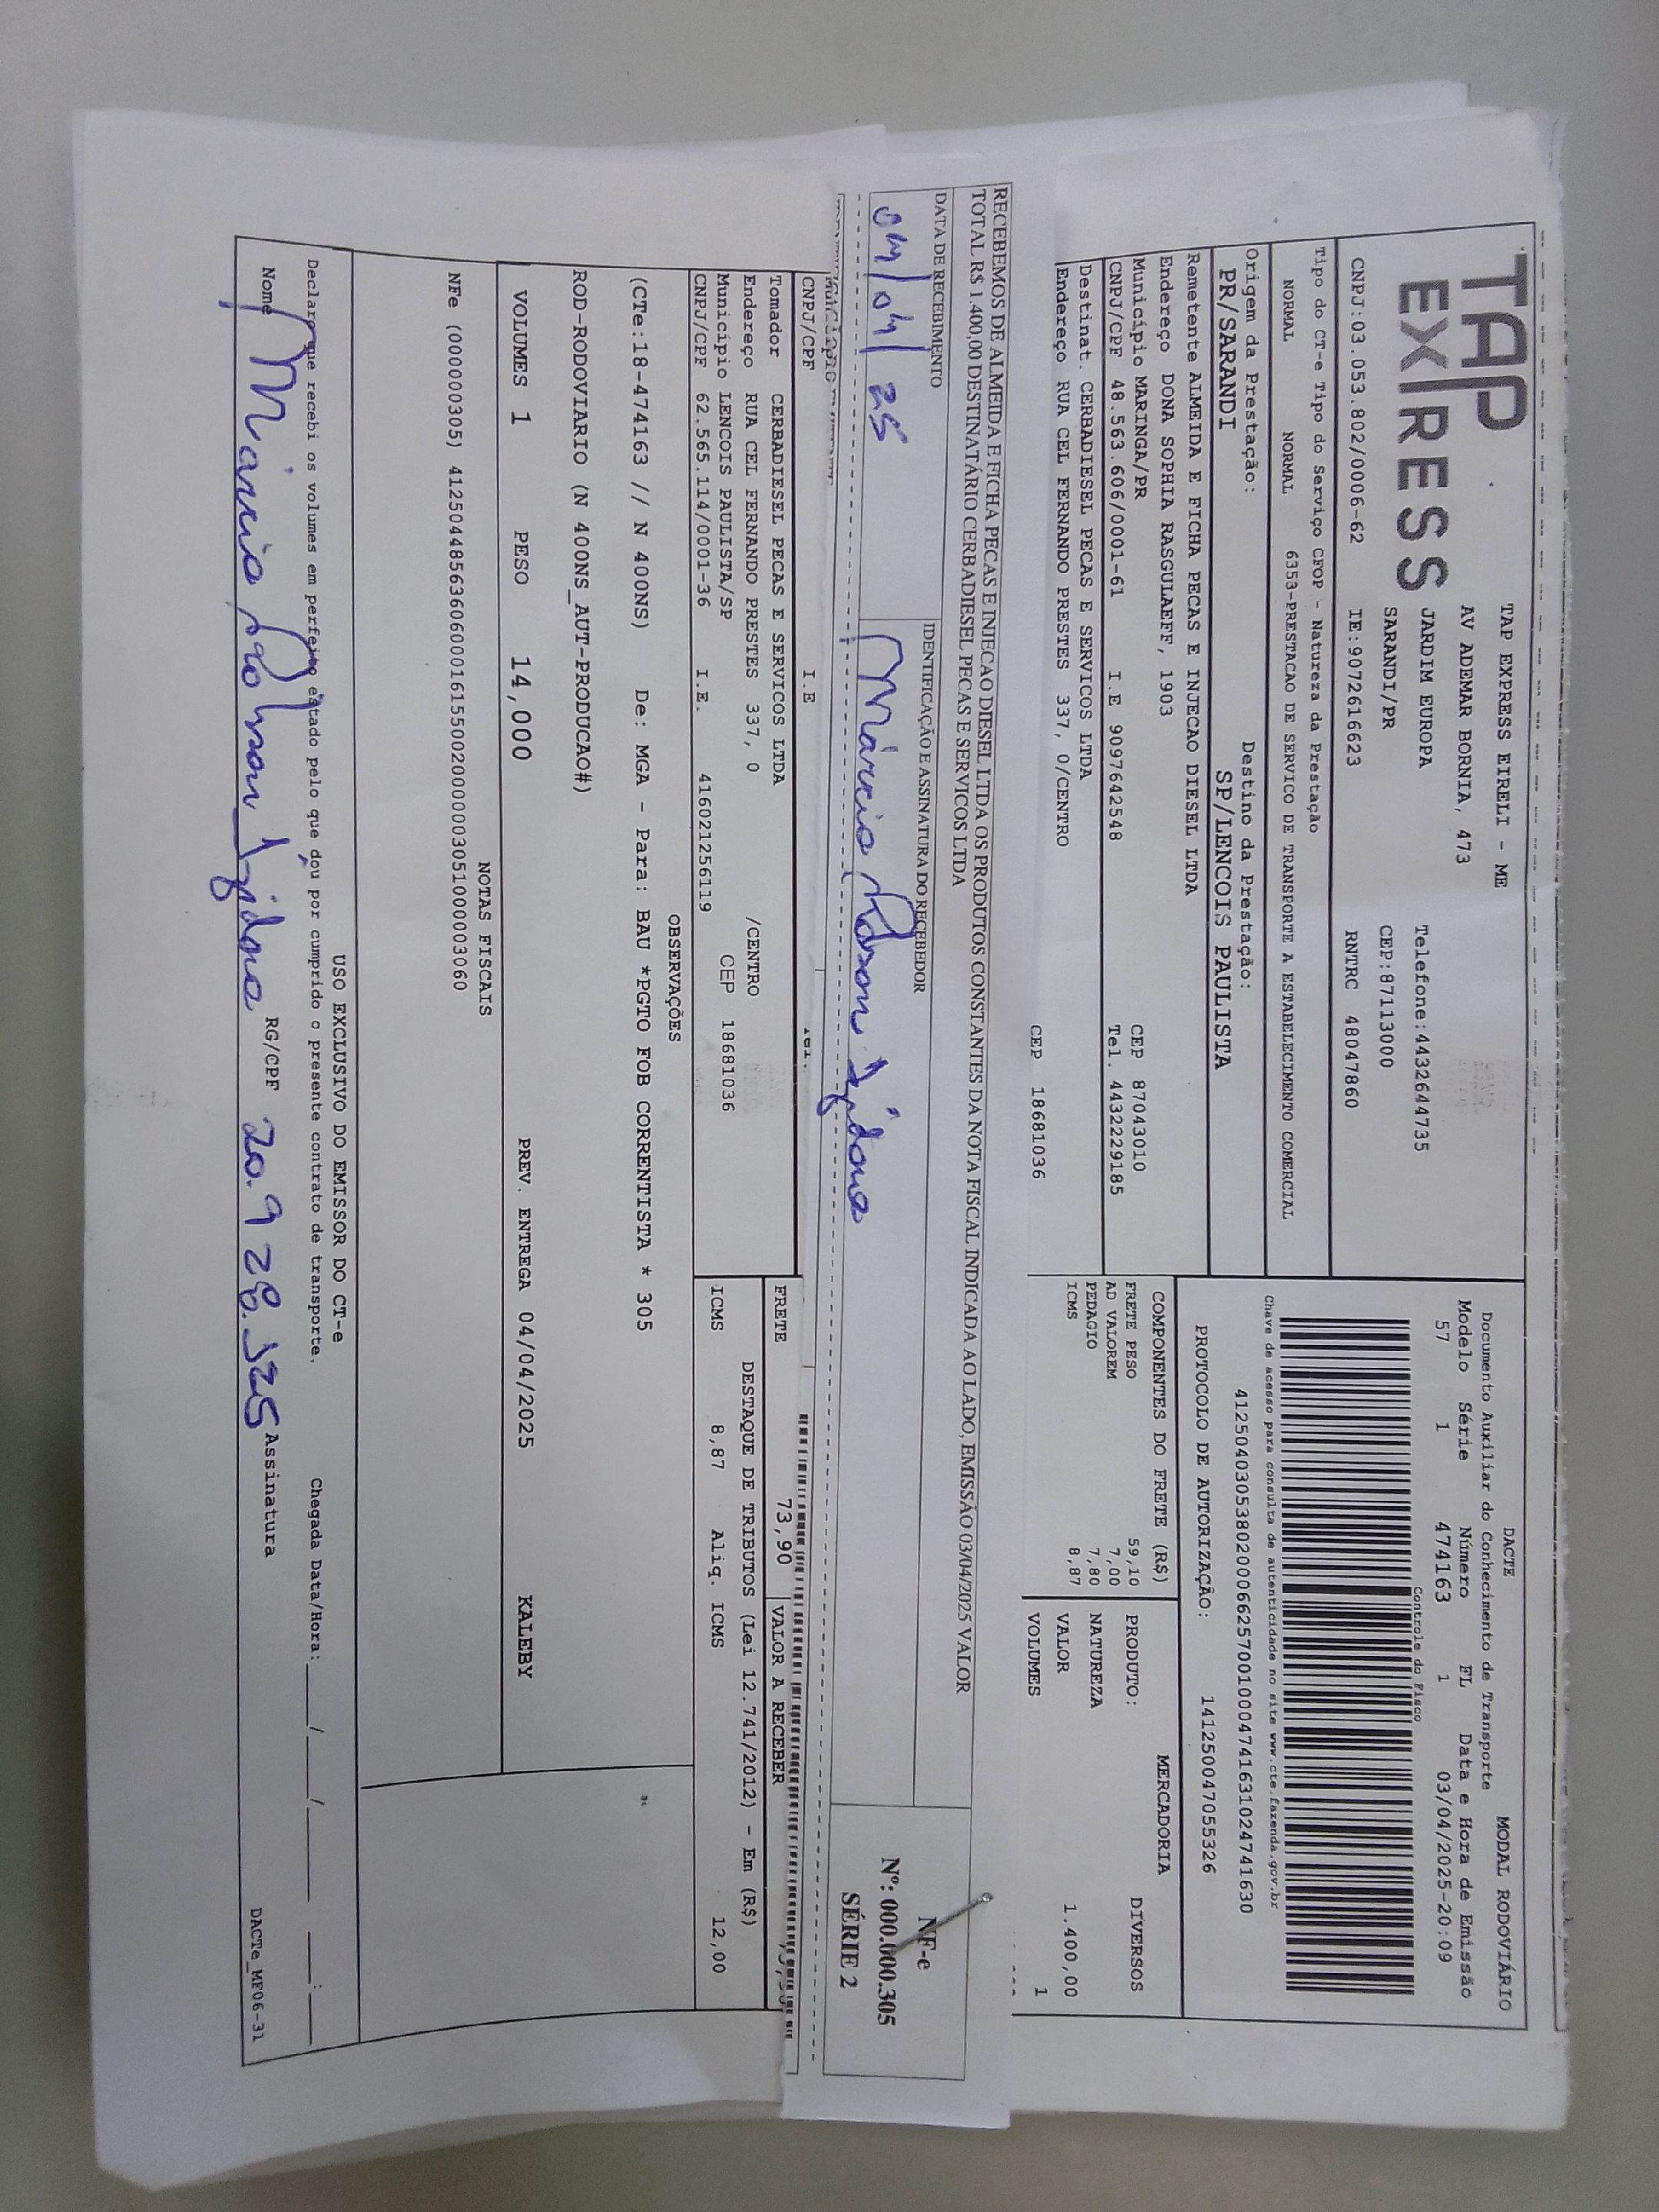 TAP EXPRESS
TAP EXPRESS EIRELI - ME
AV ADEMAR BORNIA, 473
JARDIM EUROPA Telefone:4432644735
SARANDI/PR CEP:87113000
CNPJ:03.053.802/0006-62 IE:9072616623 RNTRC 48047860
Tipo do CT-e Tipo do Serviço CFOP - Natureza da Prestação
NORMAL NORMAL 6353-PRESTACAO DE SERVICO DE TRANSPORTE A ESTABELECIMENTO COMERCIAL
Origem da Prestação: Destino da Prestação:
PR/SARANDI SP/LENCOIS PAULISTA
Remetente ALMEIDA E FICHA PECAS E INJECAO DIESEL LTDA
Endereço DONA SOPHIA RASGULAEFF, 1903
Município MARINGA/PR CEP 87043010
CNPJ/CPF 48.563.606/0001-61 I.E 9097642548 Tel. 4432229185
Destinat. CERBADIESEL PECAS E SERVICOS LTDA
Endereço RUA CEL FERNANDO PRESTES 337, 0/CENTRO
CEP 18681036
DACTE MODAL RODOVIÁRIO
Documento Auxiliar do Conhecimento de Transporte
Modelo Série Número FL Data e Hora de Emissão
57 1 474163 1 03/04/2025-20:09
Controle do Fisco
Chave de acesso para consulta de autenticidade no site www.cte.fazenda.gov.br
41250403053802000662570010004741631024741630
PROTOCOLO DE AUTORIZAÇÃO: 141250047055326
COMPONENTES DO FRETE (R$)
FRETE PESO 59,10
AD VALOREM 7,00
PEDAGIO 7,80
ICMS 8,87
MERCADORIA
PRODUTO: DIVERSOS
NATUREZA
VALOR 1.400,00
VOLUMES 1
RECEBEMOS DE ALMEIDA E FICHA PECAS E INJECAO DIESEL LTDA OS PRODUTOS CONSTANTES DA NOTA FISCAL INDICADA AO LADO, EMISSÃO 03/04/2025 VALOR
TOTAL R$ 1.400,00 DESTINATÁRIO CERBADIESEL PECAS E SERVICOS LTDA
DATA DE RECEBIMENTO IDENTIFICAÇÃO E ASSINATURA DO RECEBEDOR
04/04/25 Márcio
NF-e
Nº: 000.000.305
SÉRIE 2
CNPJ/CPF I.E
Tomador CERBADIESEL PECAS E SERVICOS LTDA
Endereço RUA CEL FERNANDO PRESTES 337, 0 /CENTRO
Município LENCOIS PAULISTA/SP CEP 18681036
CNPJ/CPF 62.565.114/0001-36 I.E. 416021256119
FRETE 73,90 VALOR A RECEBER
DESTAQUE DE TRIBUTOS (Lei 12.741/2012) - Em (R$)
ICMS 8,87 Aliq. ICMS 12,00
OBSERVAÇÕES
(CTe:18-474163 // N 400NS) De: MGA - Para: BAU *PGTO FOB CORRENTISTA * 305
ROD-RODOVIARIO (N 400NS_AUT-PRODUCAO#)
VOLUMES 1 PESO 14,000 PREV. ENTREGA 04/04/2025 KALEBY
NOTAS FISCAIS
NFe (000000305) 41250448563606000161550020000003051000003060
USO EXCLUSIVO DO EMISSOR DO CT-e
Declaro que recebi os volumes em perfeito estado pelo que dou por cumprido o presente contrato de transporte. Chegada Data/Hora: ___/___/___ ___:___
Nome Marcio RG/CPF 20.928.325 Assinatura
DACTe_MF06-31